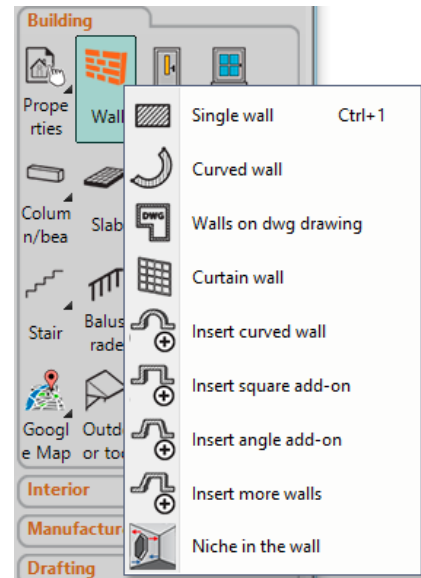 Building
Prope
rties
Wall
Single wall Ctrl+1
Curved wall
DWG
Walls on dwg drawing
Curtain wall
Insert curved wall
Insert square add-on
Insert angle add-on
Insert more walls
Niche in the wall
Colum
n/bea
Slab
Stair
Balus
rade
Googl
e Map
Outd
or to
Interior
Manufactur
Drafting